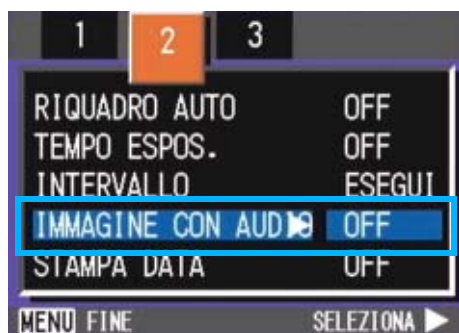 1 2 3
RIQUADRO AUTO OFF
TEMPO ESPOS. OFF
INTERVALLO ESEGUI
IMMAGINE CON AUDIO OFF
STAMPA DATA OFF
MENU FINE SELEZIONA